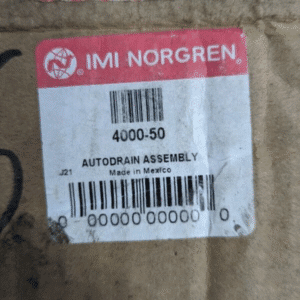 IMI NORGREN®
4000-50
AUTODRAIN ASSEMBLY
J21 Made in Mexico
0 00000 00000 0